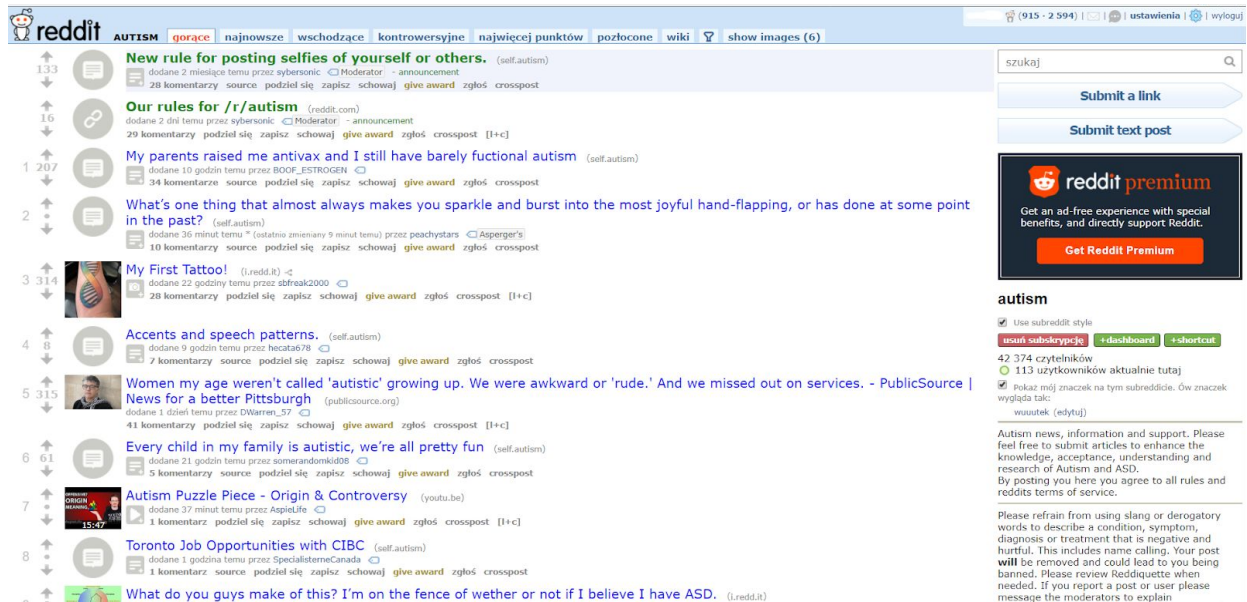 (915 · 2 594) | | | ustawienia | | wyloguj
reddit AUTISM gorące najnowsze wschodzące kontrowersyjne najwięcej punktów pozłocone wiki show images (6)
133
New rule for posting selfies of yourself or others. (self.autism)
dodane 2 miesiące temu przez sybersonic Moderator - announcement
28 komentarzy source podziel się zapisz schowaj give award zgłoś crosspost
16
Our rules for /r/autism (reddit.com)
dodane 2 dni temu przez sybersonic Moderator - announcement
29 komentarzy podziel się zapisz schowaj give award zgłoś crosspost [l+c]
1 207
My parents raised me antivax and I still have barely fuctional autism (self.autism)
dodane 10 godzin temu przez BOOF_ESTROGEN
34 komentarze source podziel się zapisz schowaj give award zgłoś crosspost
2 •
What's one thing that almost always makes you sparkle and burst into the most joyful hand-flapping, or has done at some point
in the past? (self.autism)
dodane 36 minut temu * (ostatnio zmieniany 9 minut temu) przez peachystars Asperger's
10 komentarzy source podziel się zapisz schowaj give award zgłoś crosspost
3 314
My First Tattoo! (i.redd.it)
dodane 22 godziny temu przez sbfreak2000
28 komentarzy podziel się zapisz schowaj give award zgłoś crosspost [l+c]
4 8
Accents and speech patterns. (self.autism)
dodane 9 godzin temu przez hecata678
7 komentarzy source podziel się zapisz schowaj give award zgłoś crosspost
5 315
Women my age weren't called 'autistic' growing up. We were awkward or 'rude.' And we missed out on services. - PublicSource |
News for a better Pittsburgh (publicsource.org)
dodane 1 dzień temu przez DWarren_57
41 komentarzy podziel się zapisz schowaj give award zgłoś crosspost [l+c]
6 61
Every child in my family is autistic, we're all pretty fun (self.autism)
dodane 21 godzin temu przez somerandomkid08
5 komentarzy source podziel się zapisz schowaj give award zgłoś crosspost
7 •
ORIGIN
MEANING
15:47
Autism Puzzle Piece - Origin & Controversy (youtu.be)
dodane 37 minut temu przez AspieLife
1 komentarz podziel się zapisz schowaj give award zgłoś crosspost [l+c]
8 •
Toronto Job Opportunities with CIBC (self.autism)
dodane 1 godzina temu przez SpecialisterneCanada
1 komentarz source podziel się zapisz schowaj give award zgłoś crosspost
What do you guys make of this? I'm on the fence of wether or not if I believe I have ASD. (i.redd.it)
szukaj
Submit a link
Submit text post
reddit premium
Get an ad-free experience with special
benefits, and directly support Reddit.
Get Reddit Premium
autism
Use subreddit style
usuń subskrypcję +dashboard +shortcut
42 374 czytelników
113 użytkowników aktualnie tutaj
Pokaż mój znaczek na tym subreddicie. Ów znaczek
wygląda tak:
wuuutek (edytuj)
Autism news, information and support. Please
feel free to submit articles to enhance the
knowledge, acceptance, understanding and
research of Autism and ASD.
By posting you here you agree to all rules and
reddits terms of service.
Please refrain from using slang or derogatory
words to describe a condition, symptom,
diagnosis or treatment that is negative and
hurtful. This includes name calling. Your post
will be removed and could lead to you being
banned. Please review Reddiquette when
needed. If you report a post or user please
message the moderators to explain